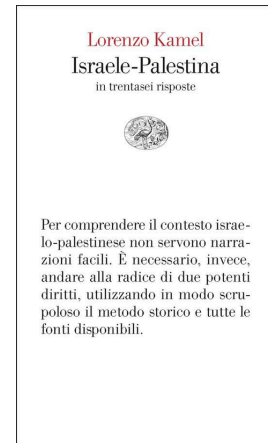 Lorenzo Kamel
Israele-Palestina
in trentasei risposte
Per comprendere il contesto israe-
lo-palestinese non servono narra-
zioni facili. È necessario, invece,
andare alla radice di due potenti
diritti, utilizzando in modo scru-
poloso il metodo storico e tutte le
fonti disponibili.